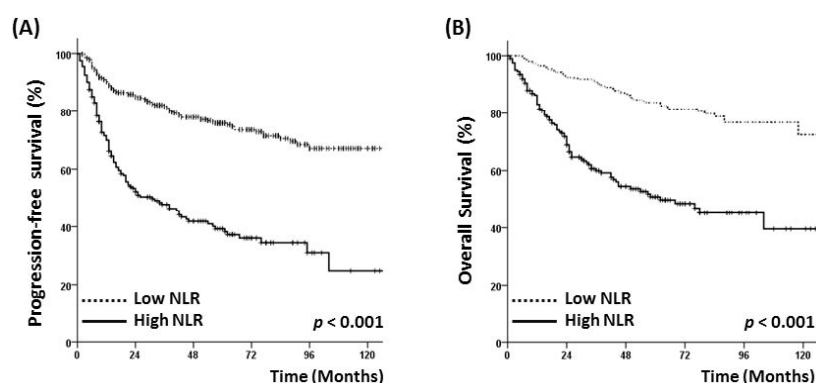 (A)
Progression-free survival (%)
100
80
60
40
20
0
Low NLR
High NLR
p < 0.001
0 24 48 72 96 120
Time (Months)
(B)
Overall Survival (%)
100
80
60
40
20
0
Low NLR
High NLR
p < 0.001
0 24 48 72 96 120
Time (Months)